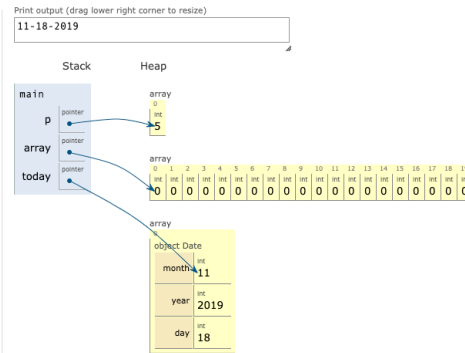 Print output (drag lower right corner to resize)
11-18-2019
Stack Heap
main
array
0
p pointer int
5
array
array pointer 0 1 2 3 4 5 6 7 8 9 10 11 12 13 14 15 16 17 18 19
int int int int int int int int int int int int int int int int int int int
today pointer 0 0 0 0 0 0 0 0 0 0 0 0 0 0 0 0 0 0 0
array
0
object Date
month int
11
year int
2019
day int
18